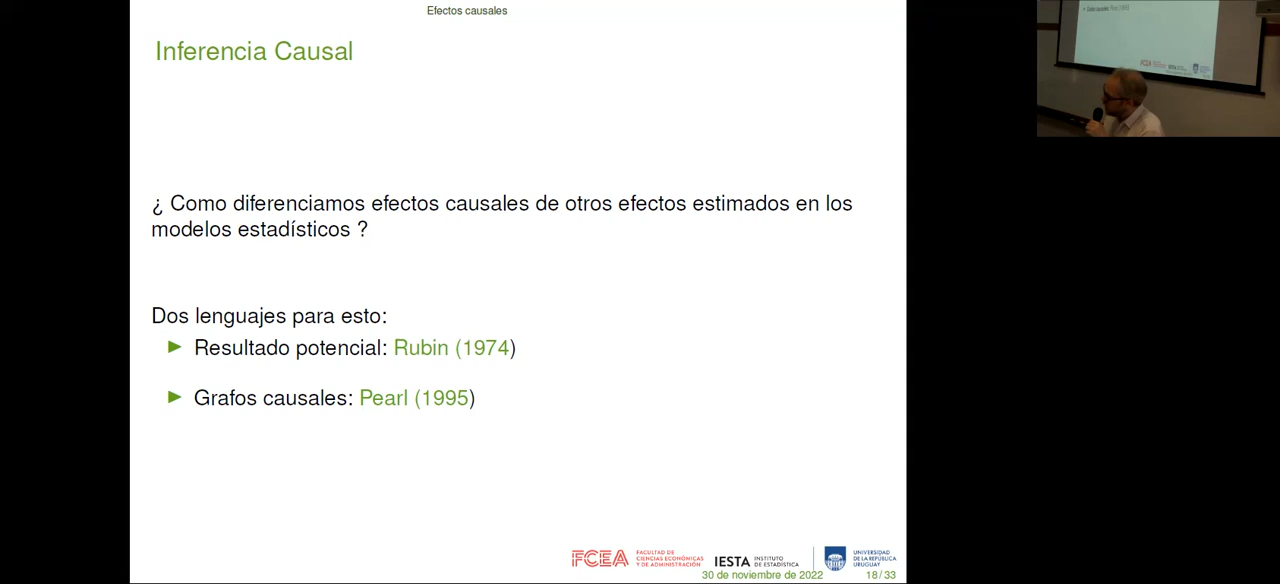 Efectos causales
Inferencia Causal
¿ Como diferenciamos efectos causales de otros efectos estimados en los
modelos estadísticos ?
Dos lenguajes para esto:
Resultado potencial: Rubin (1974)
Grafos causales: Pearl (1995)
FCEA
FACULTAD DE
CIENCIAS ECONÓMICAS
Y DE ADMINISTRACIÓN
IESTA
INSTITUTO
DE ESTADÍSTICA
UNIVERSIDAD
DE LA REPÚBLICA
URUGUAY
30 de noviembre de 2022
18 / 33